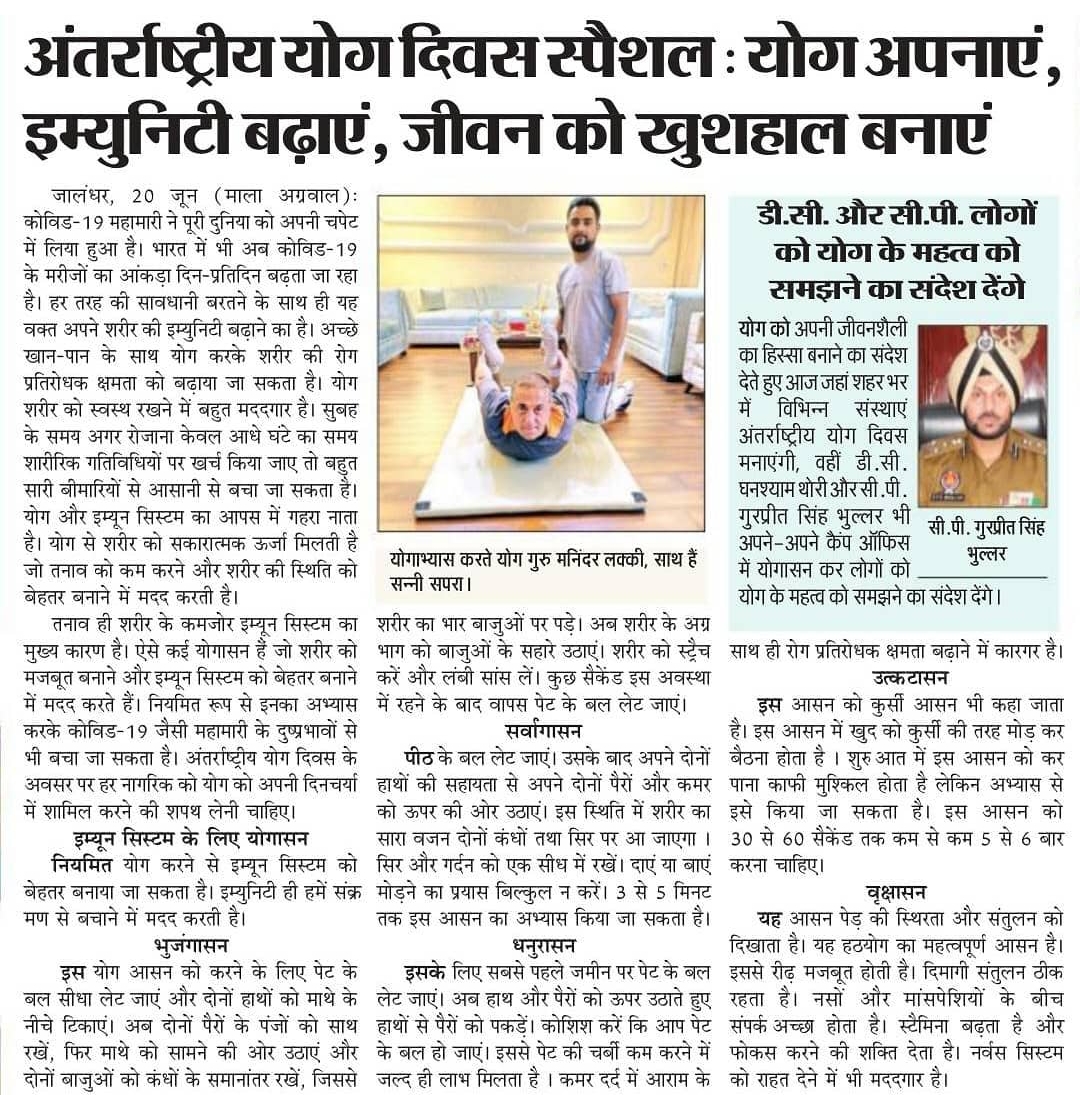 अंतर्राष्ट्रीय योग दिवस स्पैशल : योग अपनाएं,
इम्युनिटी बढ़ाएं, जीवन को खुशहाल बनाएं
जालंधर, 20 जून (माला अग्रवाल):
कोविड-19 महामारी ने पूरी दुनिया को अपनी चपेट
में लिया हुआ है। भारत में भी अब कोविड-19
के मरीजों का आंकड़ा दिन-प्रतिदिन बढ़ता जा रहा
है। हर तरह की सावधानी बरतने के साथ ही यह
वक्त अपने शरीर की इम्युनिटी बढ़ाने का है। अच्छे
खान-पान के साथ योग करके शरीर की रोग
प्रतिरोधक क्षमता को बढ़ाया जा सकता है। योग
शरीर को स्वस्थ रखने में बहुत मददगार है। सुबह
के समय अगर रोजाना केवल आधे घंटे का समय
शारीरिक गतिविधियों पर खर्च किया जाए तो बहुत
सारी बीमारियों से आसानी से बचा जा सकता है।
योग और इम्यून सिस्टम का आपस में गहरा नाता
है। योग से शरीर को सकारात्मक ऊर्जा मिलती है
जो तनाव को कम करने और शरीर की स्थिति को
बेहतर बनाने में मदद करती है।
तनाव ही शरीर के कमजोर इम्यून सिस्टम का
मुख्य कारण है। ऐसे कई योगासन हैं जो शरीर को
मजबूत बनाने और इम्यून सिस्टम को बेहतर बनाने
में मदद करते हैं। नियमित रूप से इनका अभ्यास
करके कोविड-19 जैसी महामारी के दुष्प्रभावों से
भी बचा जा सकता है। अंतर्राष्ट्रीय योग दिवस के
अवसर पर हर नागरिक को योग को अपनी दिनचर्या
में शामिल करने की शपथ लेनी चाहिए।
इम्यून सिस्टम के लिए योगासन
नियमित योग करने से इम्यून सिस्टम को
बेहतर बनाया जा सकता है। इम्युनिटी ही हमें संक्र
मण से बचाने में मदद करती है।
भुजंगासन
इस योग आसन को करने के लिए पेट के
बल सीधा लेट जाएं और दोनों हाथों को माथे के
नीचे टिकाएं। अब दोनों पैरों के पंजों को साथ
रखें, फिर माथे को सामने की ओर उठाएं और
दोनों बाजुओं को कंधों के समानांतर रखें, जिससे
योगाभ्यास करते योग गुरु मनिंदर लक्की, साथ हैं
सन्नी सपरा।
शरीर का भार बाजुओं पर पड़े। अब शरीर के अग्र
भाग को बाजुओं के सहारे उठाएं। शरीर को स्ट्रैच
करें और लंबी सांस लें। कुछ सैकेंड इस अवस्था
में रहने के बाद वापस पेट के बल लेट जाएं।
सर्वांगासन
पीठ के बल लेट जाएं। उसके बाद अपने दोनों
हाथों की सहायता से अपने दोनों पैरों और कमर
को ऊपर की ओर उठाएं। इस स्थिति में शरीर का
सारा वजन दोनों कंधों तथा सिर पर आ जाएगा ।
सिर और गर्दन को एक सीध में रखें। दाएं या बाएं
मोड़ने का प्रयास बिल्कुल न करें। 3 से 5 मिनट
तक इस आसन का अभ्यास किया जा सकता है।
धनुरासन
इसके लिए सबसे पहले जमीन पर पेट के बल
लेट जाएं। अब हाथ और पैरों को ऊपर उठाते हुए
हाथों से पैरों को पकड़ें। कोशिश करें कि आप पेट
के बल हो जाएं। इससे पेट की चर्बी कम करने में
जल्द ही लाभ मिलता है । कमर दर्द में आराम के
डी.सी. और सी.पी. लोगों
को योग के महत्व को
समझने का संदेश देंगे
योग को अपनी जीवनशैली
का हिस्सा बनाने का संदेश
देते हुए आज जहां शहर भर
में विभिन्न संस्थाएं
अंतर्राष्ट्रीय योग दिवस
मनाएंगी, वहीं डी.सी.
घनश्याम थोरी और सी.पी.
गुरप्रीत सिंह भुल्लर भी
अपने-अपने कैंप ऑफिस
में योगासन कर लोगों को
योग के महत्व को समझने का संदेश देंगे।
सी.पी. गुरप्रीत सिंह
भुल्लर
साथ ही रोग प्रतिरोधक क्षमता बढ़ाने में कारगर है।
उत्कटासन
इस आसन को कुर्सी आसन भी कहा जाता
है। इस आसन में खुद को कुर्सी की तरह मोड़ कर
बैठना होता है । शुरुआत में इस आसन को कर
पाना काफी मुश्किल होता है लेकिन अभ्यास से
इसे किया जा सकता है। इस आसन को
30 से 60 सैकेंड तक कम से कम 5 से 6 बार
करना चाहिए।
वृक्षासन
यह आसन पेड़ की स्थिरता और संतुलन को
दिखाता है। यह हठयोग का महत्वपूर्ण आसन है।
इससे रीढ़ मजबूत होती है। दिमागी संतुलन ठीक
रहता है। नसों और मांसपेशियों के बीच
संपर्क अच्छा होता है। स्टैमिना बढ़ता है और
फोकस करने की शक्ति देता है। नर्वस सिस्टम
को राहत देने में भी मददगार है।